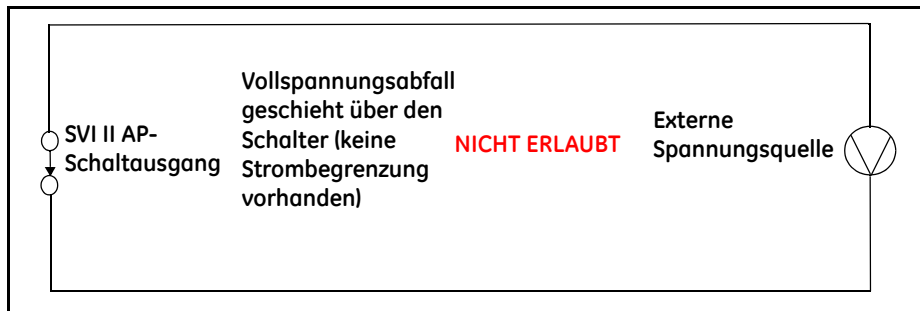 SVI II AP-
Schaltausgang
Vollspannungsabfall
geschieht über den
Schalter (keine
Strombegrenzung
vorhanden)
NICHT ERLAUBT
Externe
Spannungsquelle